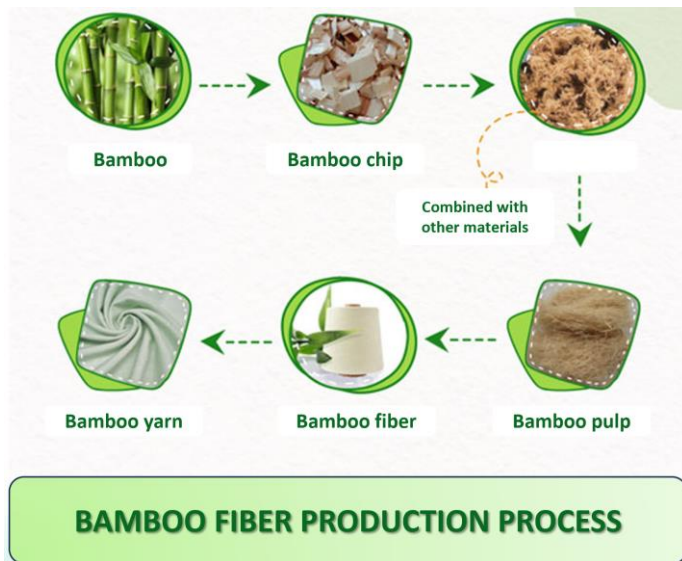 Bamboo
Bamboo chip
Combined with
other materials
Bamboo yarn
Bamboo fiber
Bamboo pulp
BAMBOO FIBER PRODUCTION PROCESS